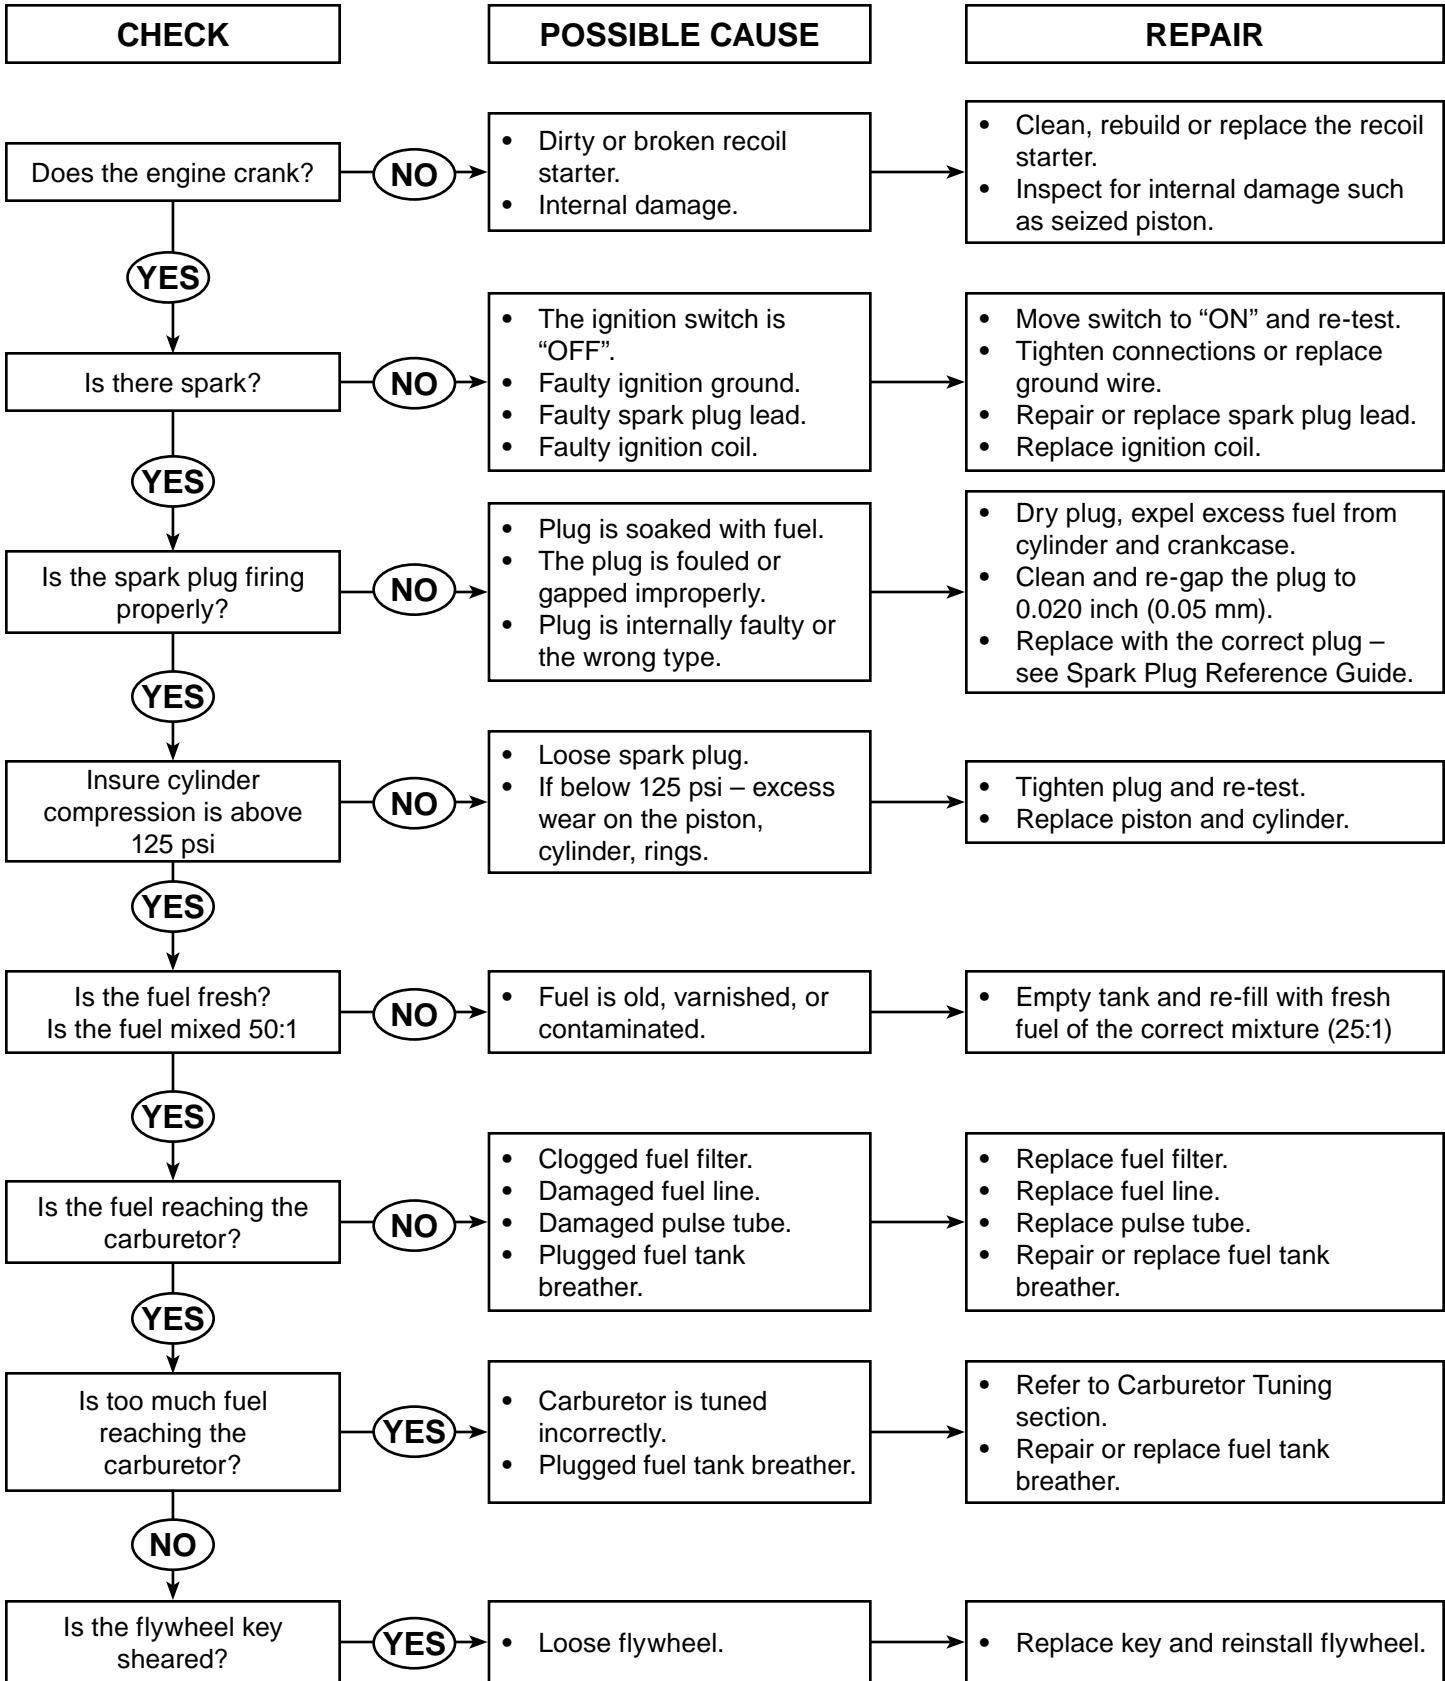 CHECK
POSSIBLE CAUSE
REPAIR
Does the engine crank?
NO
• Dirty or broken recoil
starter.
• Internal damage.
• Clean, rebuild or replace the recoil
starter.
• Inspect for internal damage such
as seized piston.
YES
Is there spark?
NO
• The ignition switch is
“OFF”.
• Faulty ignition ground.
• Faulty spark plug lead.
• Faulty ignition coil.
• Move switch to “ON” and re-test.
• Tighten connections or replace
ground wire.
• Repair or replace spark plug lead.
• Replace ignition coil.
YES
Is the spark plug firing
properly?
NO
• Plug is soaked with fuel.
• The plug is fouled or
gapped improperly.
• Plug is internally faulty or
the wrong type.
• Dry plug, expel excess fuel from
cylinder and crankcase.
• Clean and re-gap the plug to
0.020 inch (0.05 mm).
• Replace with the correct plug –
see Spark Plug Reference Guide.
YES
Insure cylinder
compression is above
125 psi
NO
• Loose spark plug.
• If below 125 psi – excess
wear on the piston,
cylinder, rings.
• Tighten plug and re-test.
• Replace piston and cylinder.
YES
Is the fuel fresh?
Is the fuel mixed 50:1
NO
• Fuel is old, varnished, or
contaminated.
• Empty tank and re-fill with fresh
fuel of the correct mixture (25:1)
YES
Is the fuel reaching the
carburetor?
NO
• Clogged fuel filter.
• Damaged fuel line.
• Damaged pulse tube.
• Plugged fuel tank
breather.
• Replace fuel filter.
• Replace fuel line.
• Replace pulse tube.
• Repair or replace fuel tank
breather.
YES
Is too much fuel
reaching the
carburetor?
YES
• Carburetor is tuned
incorrectly.
• Plugged fuel tank breather.
• Refer to Carburetor Tuning
section.
• Repair or replace fuel tank
breather.
NO
Is the flywheel key
sheared?
YES
• Loose flywheel.
• Replace key and reinstall flywheel.